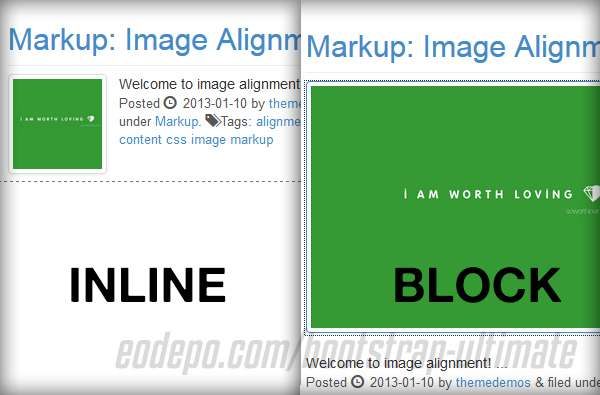 Markup: Image Alignm
I AM WORTH LOVING
Welcome to image alignment
Posted 2013-01-10 by theme
under Markup. Tags: alignme
content css image markup
INLINE
Markup: Image Alignm
I AM WORTH LOVING
BLOCK
eodepo.com/bootstrap-ultimate
Welcome to image alignment! ...
Posted 2013-01-10 by themedemos & filed unde